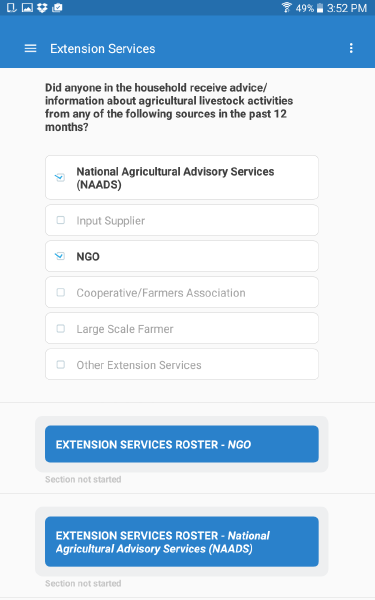 49% 3:52 PM
Extension Services
Did anyone in the household receive advice/
information about agricultural livestock activities
from any of the following sources in the past 12
months?
National Agricultural Advisory Services
(NAADS)
Input Supplier
NGO
Cooperative/Farmers Association
Large Scale Farmer
Other Extension Services
EXTENSION SERVICES ROSTER - NGO
Section not started
EXTENSION SERVICES ROSTER - National
Agricultural Advisory Services (NAADS)
Section not started